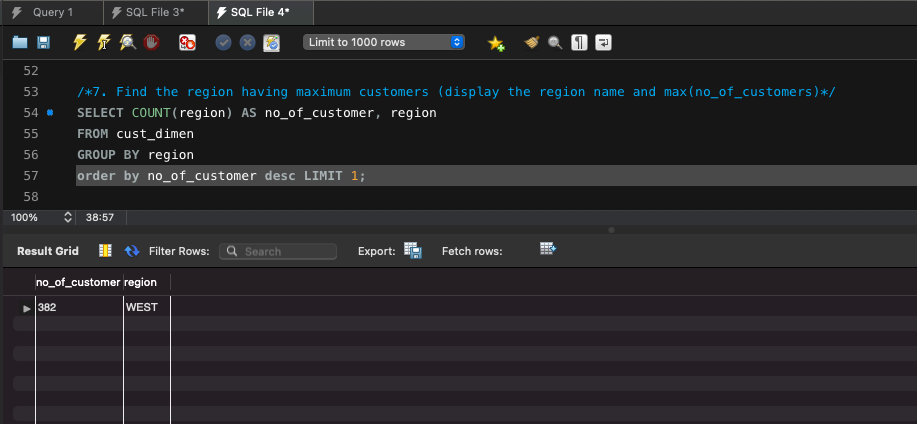 Query 1
SQL File 3*
SQL File 4*
Limit to 1000 rows
52
53 /*7. Find the region having maximum customers (display the region name and max(no_of_customers)*/
54 SELECT COUNT(region) AS no_of_customer, region
55 FROM cust_dimen
56 GROUP BY region
57 order by no_of_customer desc LIMIT 1;
58
100% 38:57
Result Grid Filter Rows: Search Export: Fetch rows:
no_of_customer region
382 WEST